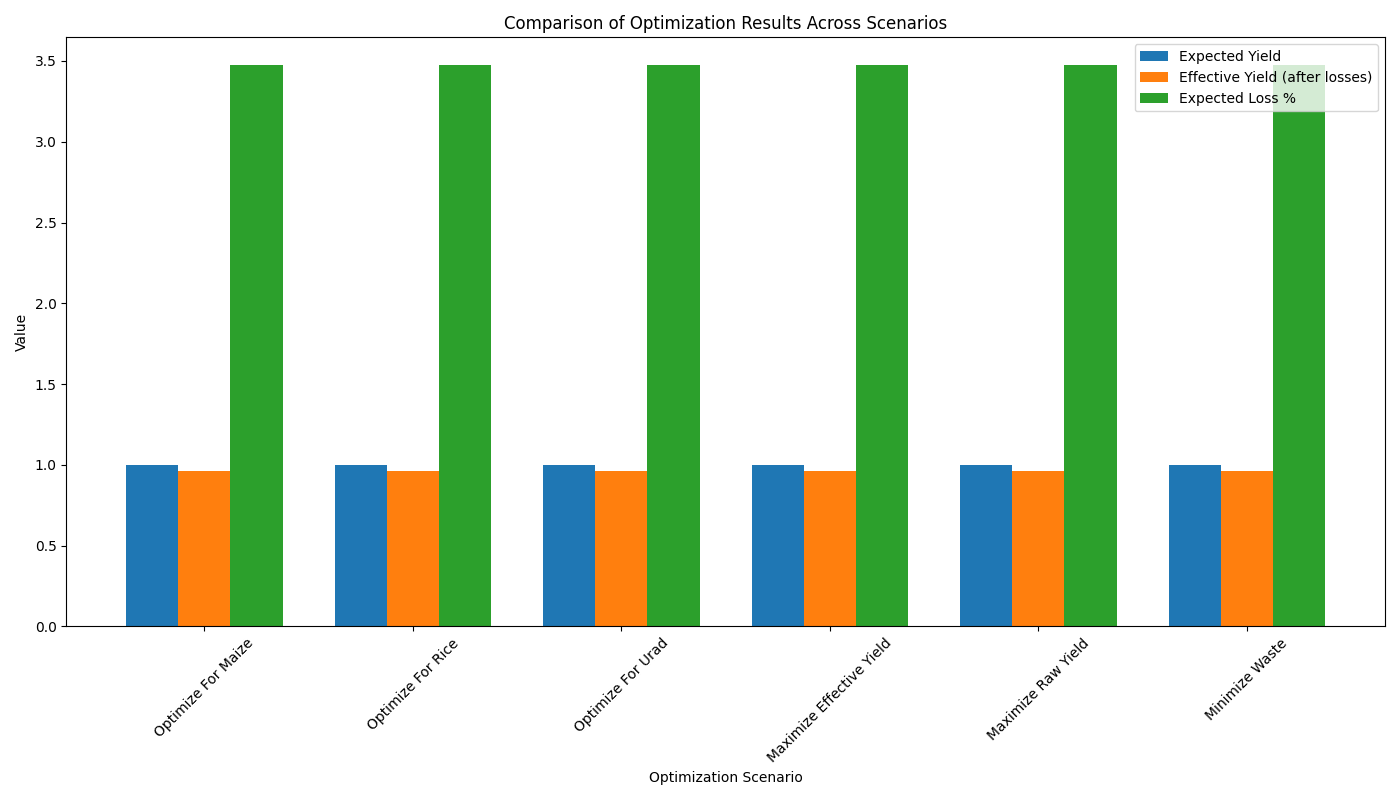 Comparison of Optimization Results Across Scenarios
Expected Yield
Effective Yield (after losses)
Expected Loss %
3.5
3.0
2.5
2.0
1.5
1.0
0.5
0.0
Value
Optimize For Maize
Optimize For Rice
Optimize For Urad
Maximize Effective Yield
Maximize Raw Yield
Minimize Waste
Optimization Scenario